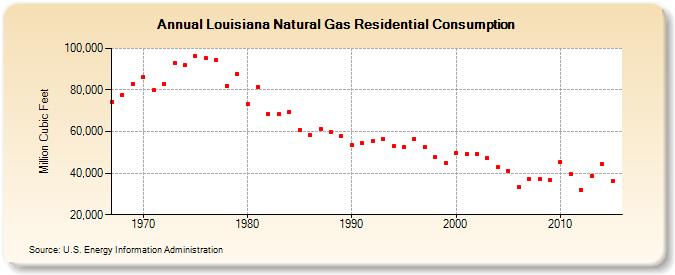 Annual Louisiana Natural Gas Residential Consumption
Million Cubic Feet
100,000
80,000
60,000
40,000
20,000
1970 1980 1990 2000 2010
Source: U.S. Energy Information Administration